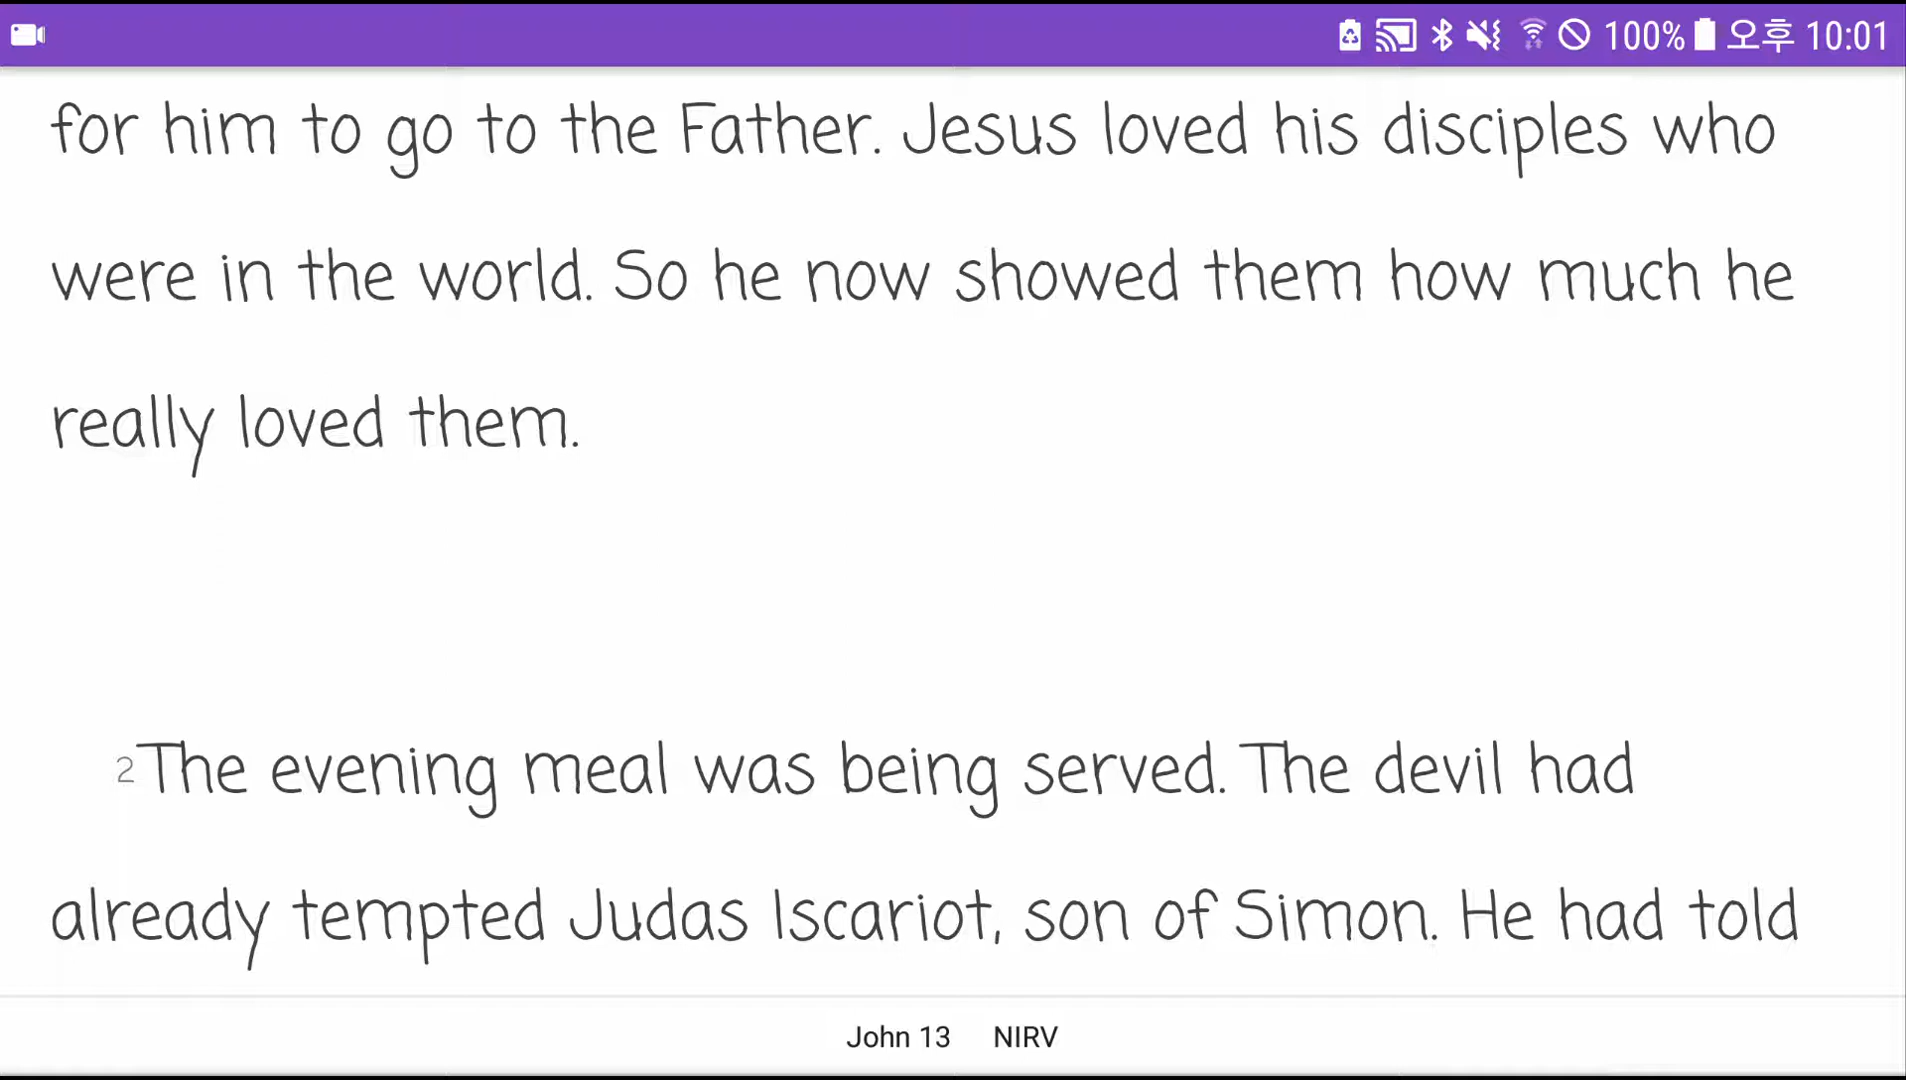 100% 오후 10:01
for him to go to the Father. Jesus loved his disciples who
were in the world. So he now showed them how much he
really loved them.
2 The evening meal was being served. The devil had
already tempted Judas Iscariot, son of Simon. He had told
John 13 NIRV